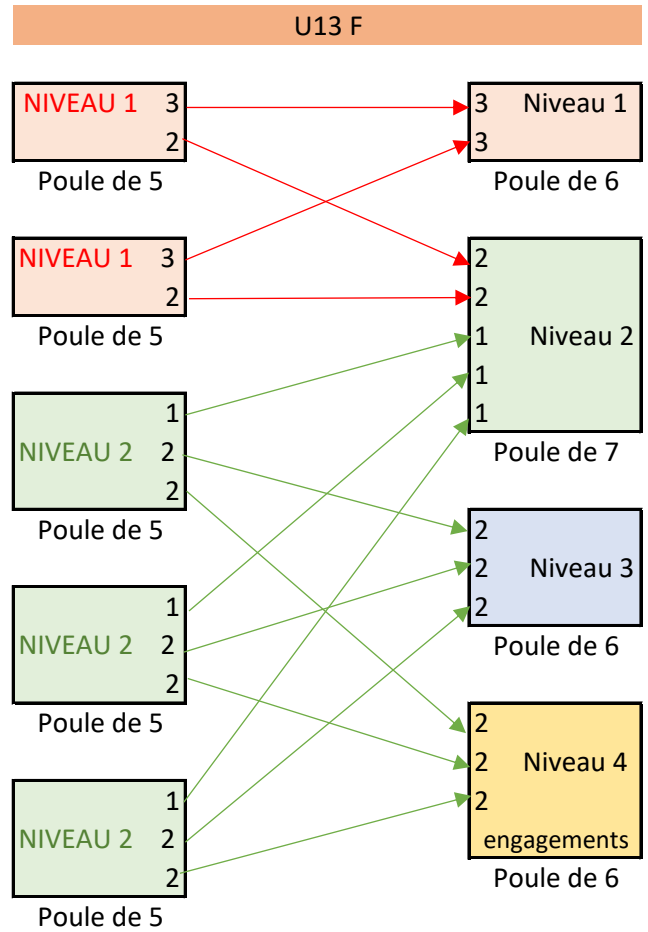 U13 F
NIVEAU 1 3
2
Poule de 5
NIVEAU 1 3
2
Poule de 5
1
NIVEAU 2 2
2
Poule de 5
1
NIVEAU 2 2
2
Poule de 5
1
NIVEAU 2 2
2
Poule de 5
3 Niveau 1
3
Poule de 6
2
2
1 Niveau 2
1
1
Poule de 7
2
2 Niveau 3
2
Poule de 6
2
2 Niveau 4
2
engagements
Poule de 6